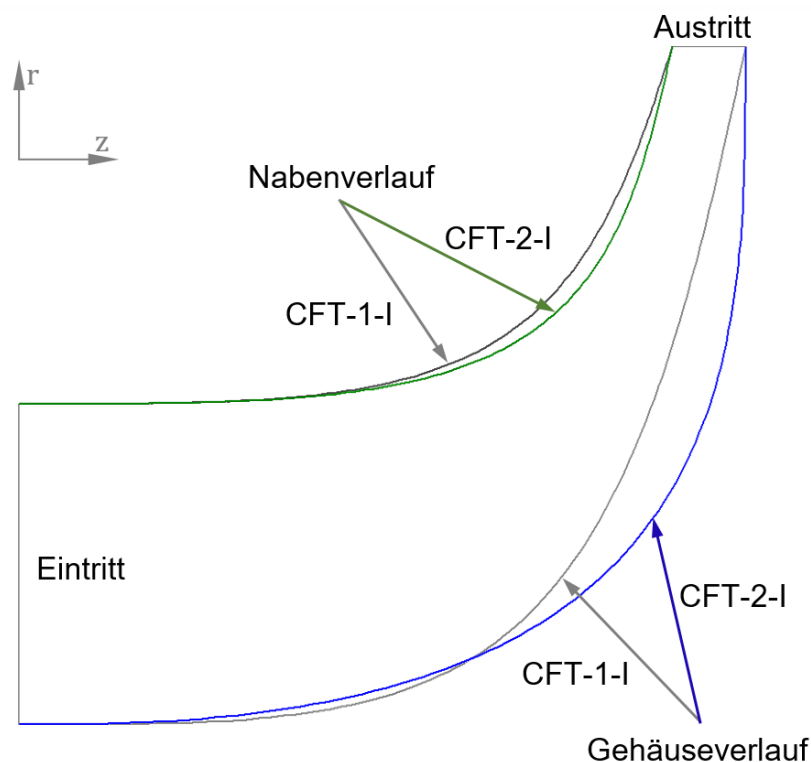 Austritt
r
z
Nabenverlauf
CFT-2-I
CFT-1-I
Eintritt
CFT-2-I
CFT-1-I
Gehäuseverlauf